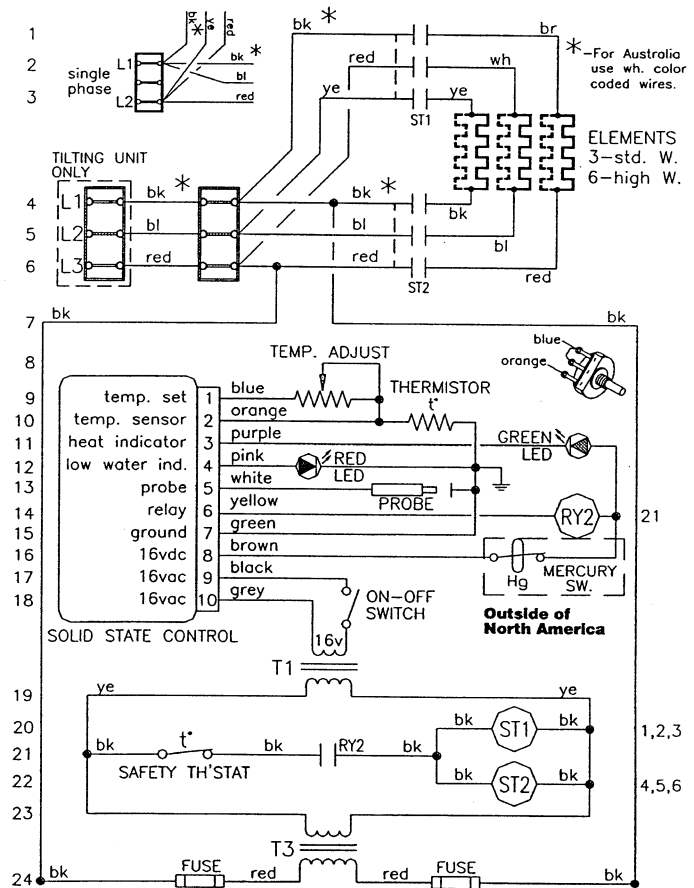 1
2
3
4
5
6
7
8
9
10
11
12
13
14
15
16
17
18
19
20
21
22
23
24
bk
*
ye
red
L1
L2
single
phase
bk *
bl
red
bk *
red
ye
ST1
br
wh
ye
*-For Australia
use wh. color
coded wires.
ELEMENTS
3-std. W.
6-high W.
TILTING UNIT
ONLY
L1
L2
L3
bk *
bl
red
bk *
bl
red
ST2
bk
bl
red
bk
bk
TEMP. ADJUST
THERMISTOR
t°
blue
orange
temp. set 1 blue
temp. sensor 2 orange
heat indicator 3 purple
low water ind. 4 pink
probe 5 white
relay 6 yellow
ground 7 green
16vdc 8 brown
16vac 9 black
16vac 10 grey
SOLID STATE CONTROL
GREEN
LED
RED
LED
PROBE
RY2
21
Hg
MERCURY
SW.
Outside of
North America
ON-OFF
SWITCH
16v
T1
ye
ye
bk ST1 bk
1,2,3
bk
t°
bk
RY2
bk
SAFETY TH'STAT
bk ST2 bk
4,5,6
T3
bk
FUSE
red
red
FUSE
bk